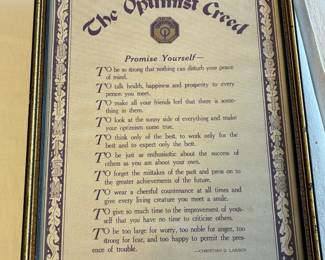 The Optimist Creed
Promise Yourself—
TO be so strong that nothing can disturb your peace
of mind.
TO talk health, happiness and prosperity to every
person you meet.
TO make all your friends feel that there is some-
thing in them.
TO look at the sunny side of everything and make
your optimism come true.
TO think only of the best, to work only for the
best and to expect only the best.
TO be just as enthusiastic about the success of
others as you are about your own.
TO forget the mistakes of the past and press on to
the greater achievements of the future.
TO wear a cheerful countenance at all times and
give every living creature you meet a smile.
TO give so much time to the improvement of your-
self that you have no time to criticise others.
TO be too large for worry, too noble for anger, too
strong for fear, and too happy to permit the pres-
ence of trouble.
—CHRISTIAN D. LARSON